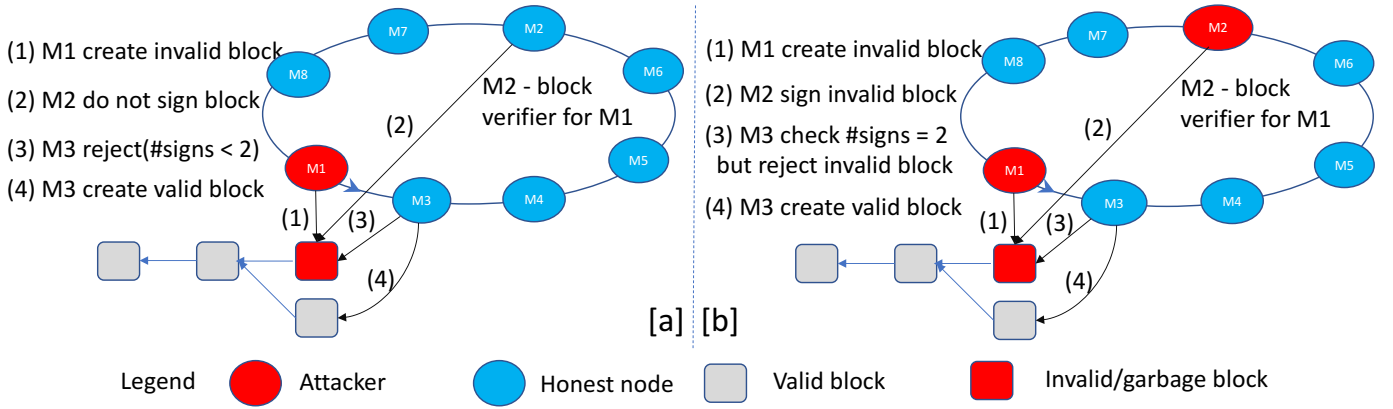 (1) M1 create invalid block
(2) M2 do not sign block
(3) M3 reject(#signs < 2)
(4) M3 create valid block
M7
M2
M8
M6
M2 - block
verifier for M1
(2)
M1
M5
M3
M4
(1)
(3)
(4)
[a]
(1) M1 create invalid block
(2) M2 sign invalid block
(3) M3 check #signs = 2
but reject invalid block
(4) M3 create valid block
M7
M2
M8
M6
M2 - block
verifier for M1
(2)
M1
M5
M3
M4
(1)
(3)
(4)
[b]
Legend
Attacker
Honest node
Valid block
Invalid/garbage block